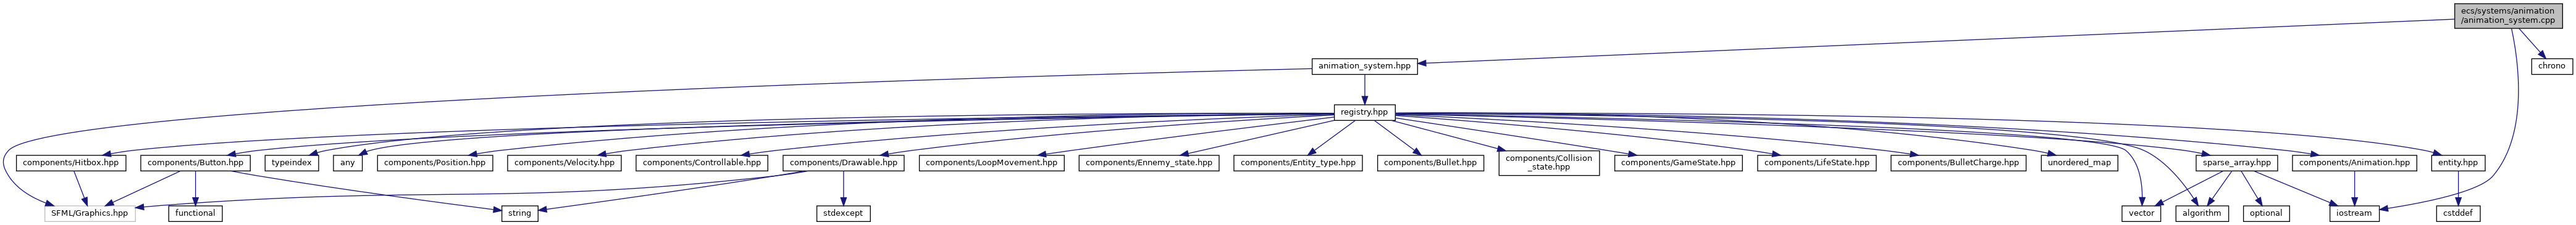 ecs/systems/animation
/animation_system.cpp
animation_system.hpp
chrono
registry.hpp
components/Hitbox.hpp
components/Button.hpp
typeindex
any
components/Position.hpp
components/Velocity.hpp
components/Controllable.hpp
components/Drawable.hpp
components/LoopMovement.hpp
components/Ennemy_state.hpp
components/Entity_type.hpp
components/Bullet.hpp
components/Collision
_state.hpp
components/GameState.hpp
components/LifeState.hpp
components/BulletCharge.hpp
unordered_map
sparse_array.hpp
components/Animation.hpp
entity.hpp
SFML/Graphics.hpp
functional
string
stdexcept
vector
algorithm
optional
iostream
cstddef